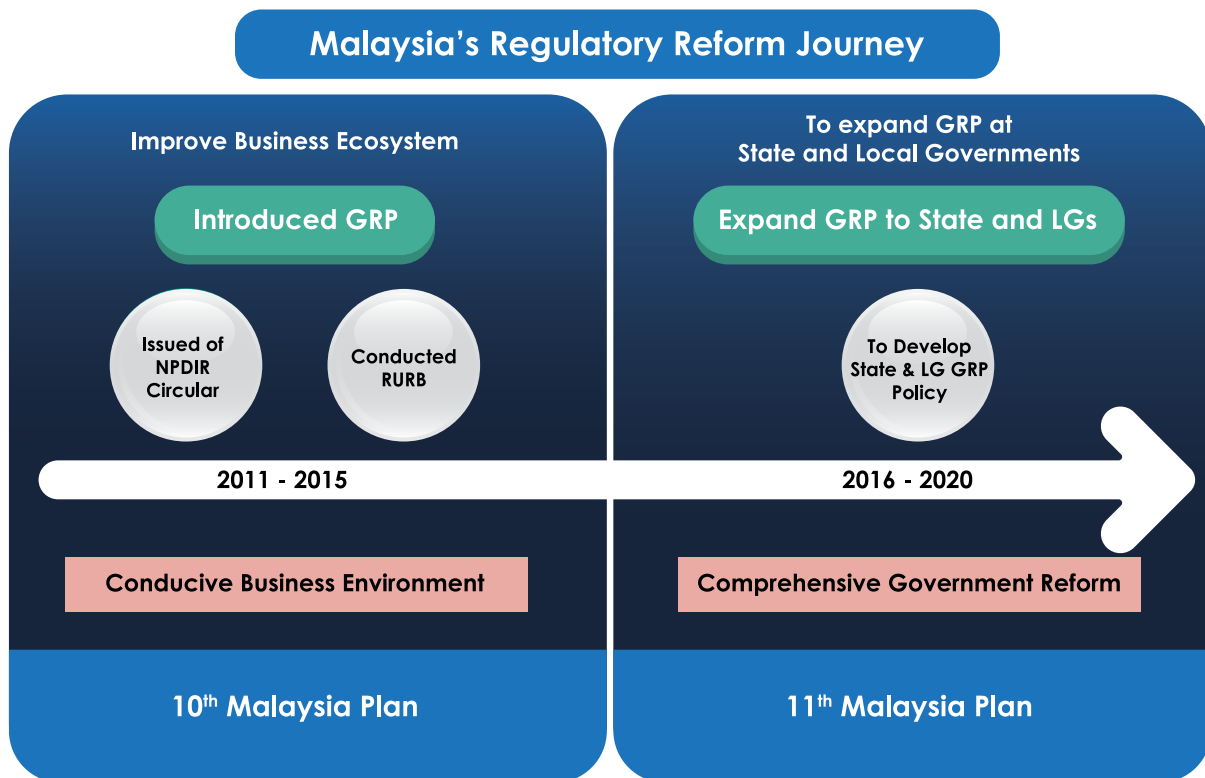 Malaysia's Regulatory Reform Journey
Improve Business Ecosystem
Introduced GRP
Issued of
NPDIR
Circular
Conducted
RURB
2011 - 2015
Conducive Business Environment
10th Malaysia Plan
To expand GRP at
State and Local Governments
Expand GRP to State and LGs
To Develop
State & LG GRP
Policy
2016 - 2020
Comprehensive Government Reform
11th Malaysia Plan